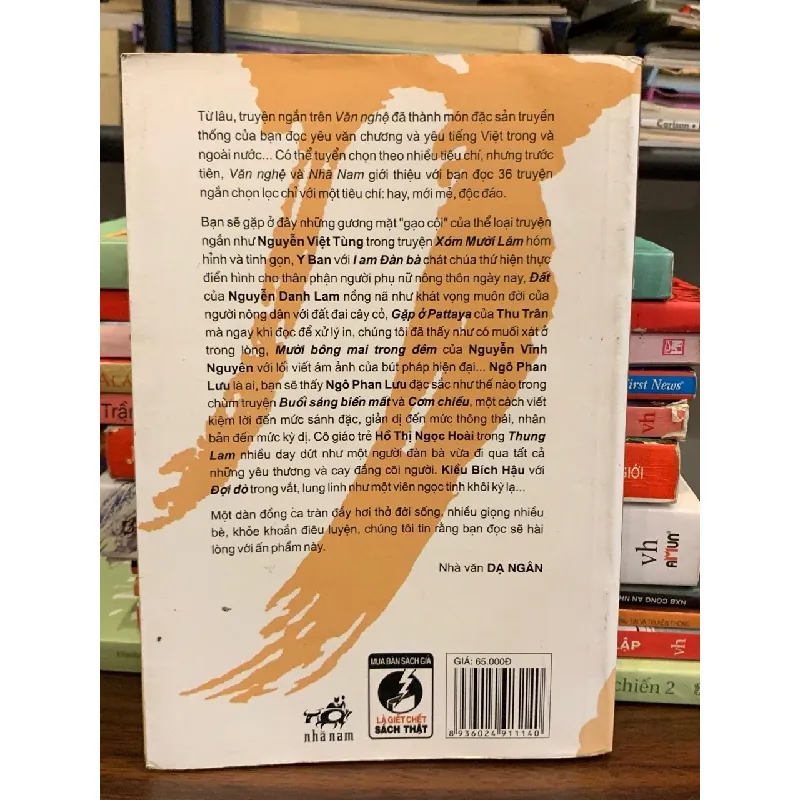 Từ lâu, truyện ngắn trên Văn nghệ đã thành món đặc sản truyền
thống của bạn đọc yêu văn chương và yêu tiếng Việt trong và
ngoài nước... Có thể tuyển chọn theo nhiều tiêu chí, nhưng trước
tiên, Văn nghệ và Nhã Nam giới thiệu với bạn đọc 36 truyện
ngắn chọn lọc chỉ với một tiêu chí: hay, mới mẻ, độc đáo.
Bạn sẽ gặp ở đây những gương mặt "gạo cội" của thể loại truyện
ngắn như Nguyễn Việt Tùng trong truyện Xóm Mười Lăm hóm
hỉnh và tinh gọn, Y Ban với I am Đàn bà chát chúa thứ hiện thực
điển hình cho thân phận người phụ nữ nông thôn ngày nay, Đất
của Nguyễn Danh Lam nồng nã như khát vọng muôn đời của
người nông dân với đất đai cây cỏ, Gặp ở Pattaya của Thu Trân
mà ngay khi đọc để xử lý in, chúng tôi đã thấy như có muối xát ở
trong lòng, Mười bông mai trong đêm của Nguyễn Vĩnh
Nguyên với lối viết ám ảnh của bút pháp hiện đại... Ngô Phan
Lưu là ai, bạn sẽ thấy Ngô Phan Lưu đặc sắc như thế nào trong
chùm truyện Buổi sáng biến mất và Cơm chiều, một cách viết
kiệm lời đến mức sánh đặc, giản dị đến mức thông thái, nhân
bản đến mức kỳ dị. Cô giáo trẻ Hồ Thị Ngọc Hoài trong Thung
Lam nhiều day dứt như một người đàn bà vừa đi qua tất cả
những yêu thương và cay đắng cõi người. Kiều Bích Hậu với
Đợi đò trong vắt, lung linh như một viên ngọc tinh khôi kỳ lạ...
Một dàn đồng ca tràn đầy hơi thở đời sống, nhiều giọng nhiều
bè, khỏe khoắn điêu luyện, chúng tôi tin rằng bạn đọc sẽ hài
lòng với ấn phẩm này.
Nhà văn DẠ NGÂN
nhã nam
MUA BÁN SÁCH GIẢ
LÀ GIẾT CHẾT
SÁCH THẬT
GIÁ: 65.000Đ
8936024911140
First News
vh
GIỚI
vh
NXB CÔNG AN NH
LẬP
vh
chiến 2
Trăn